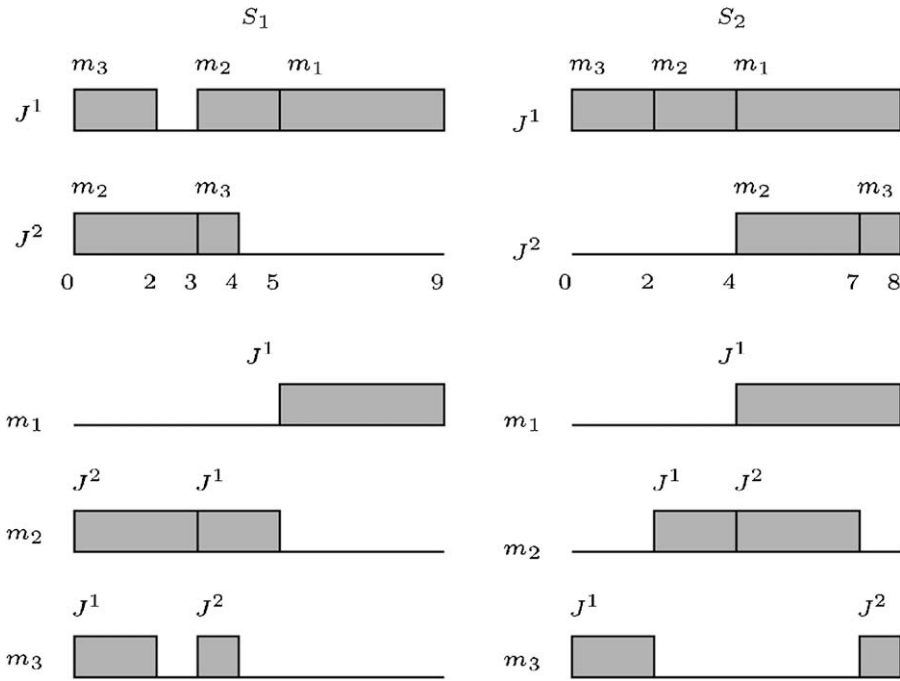 S₁ S₂
m₃ m₂ m₁ m₃ m₂ m₁
J¹ J¹
m₂ m₃ m₂ m₃
J² J²
0 2 3 4 5 9 0 2 4 7 8
J¹ J¹
m₁ m₁
J² J¹ J¹ J²
m₂ m₂
J¹ J² J¹ J²
m₃ m₃